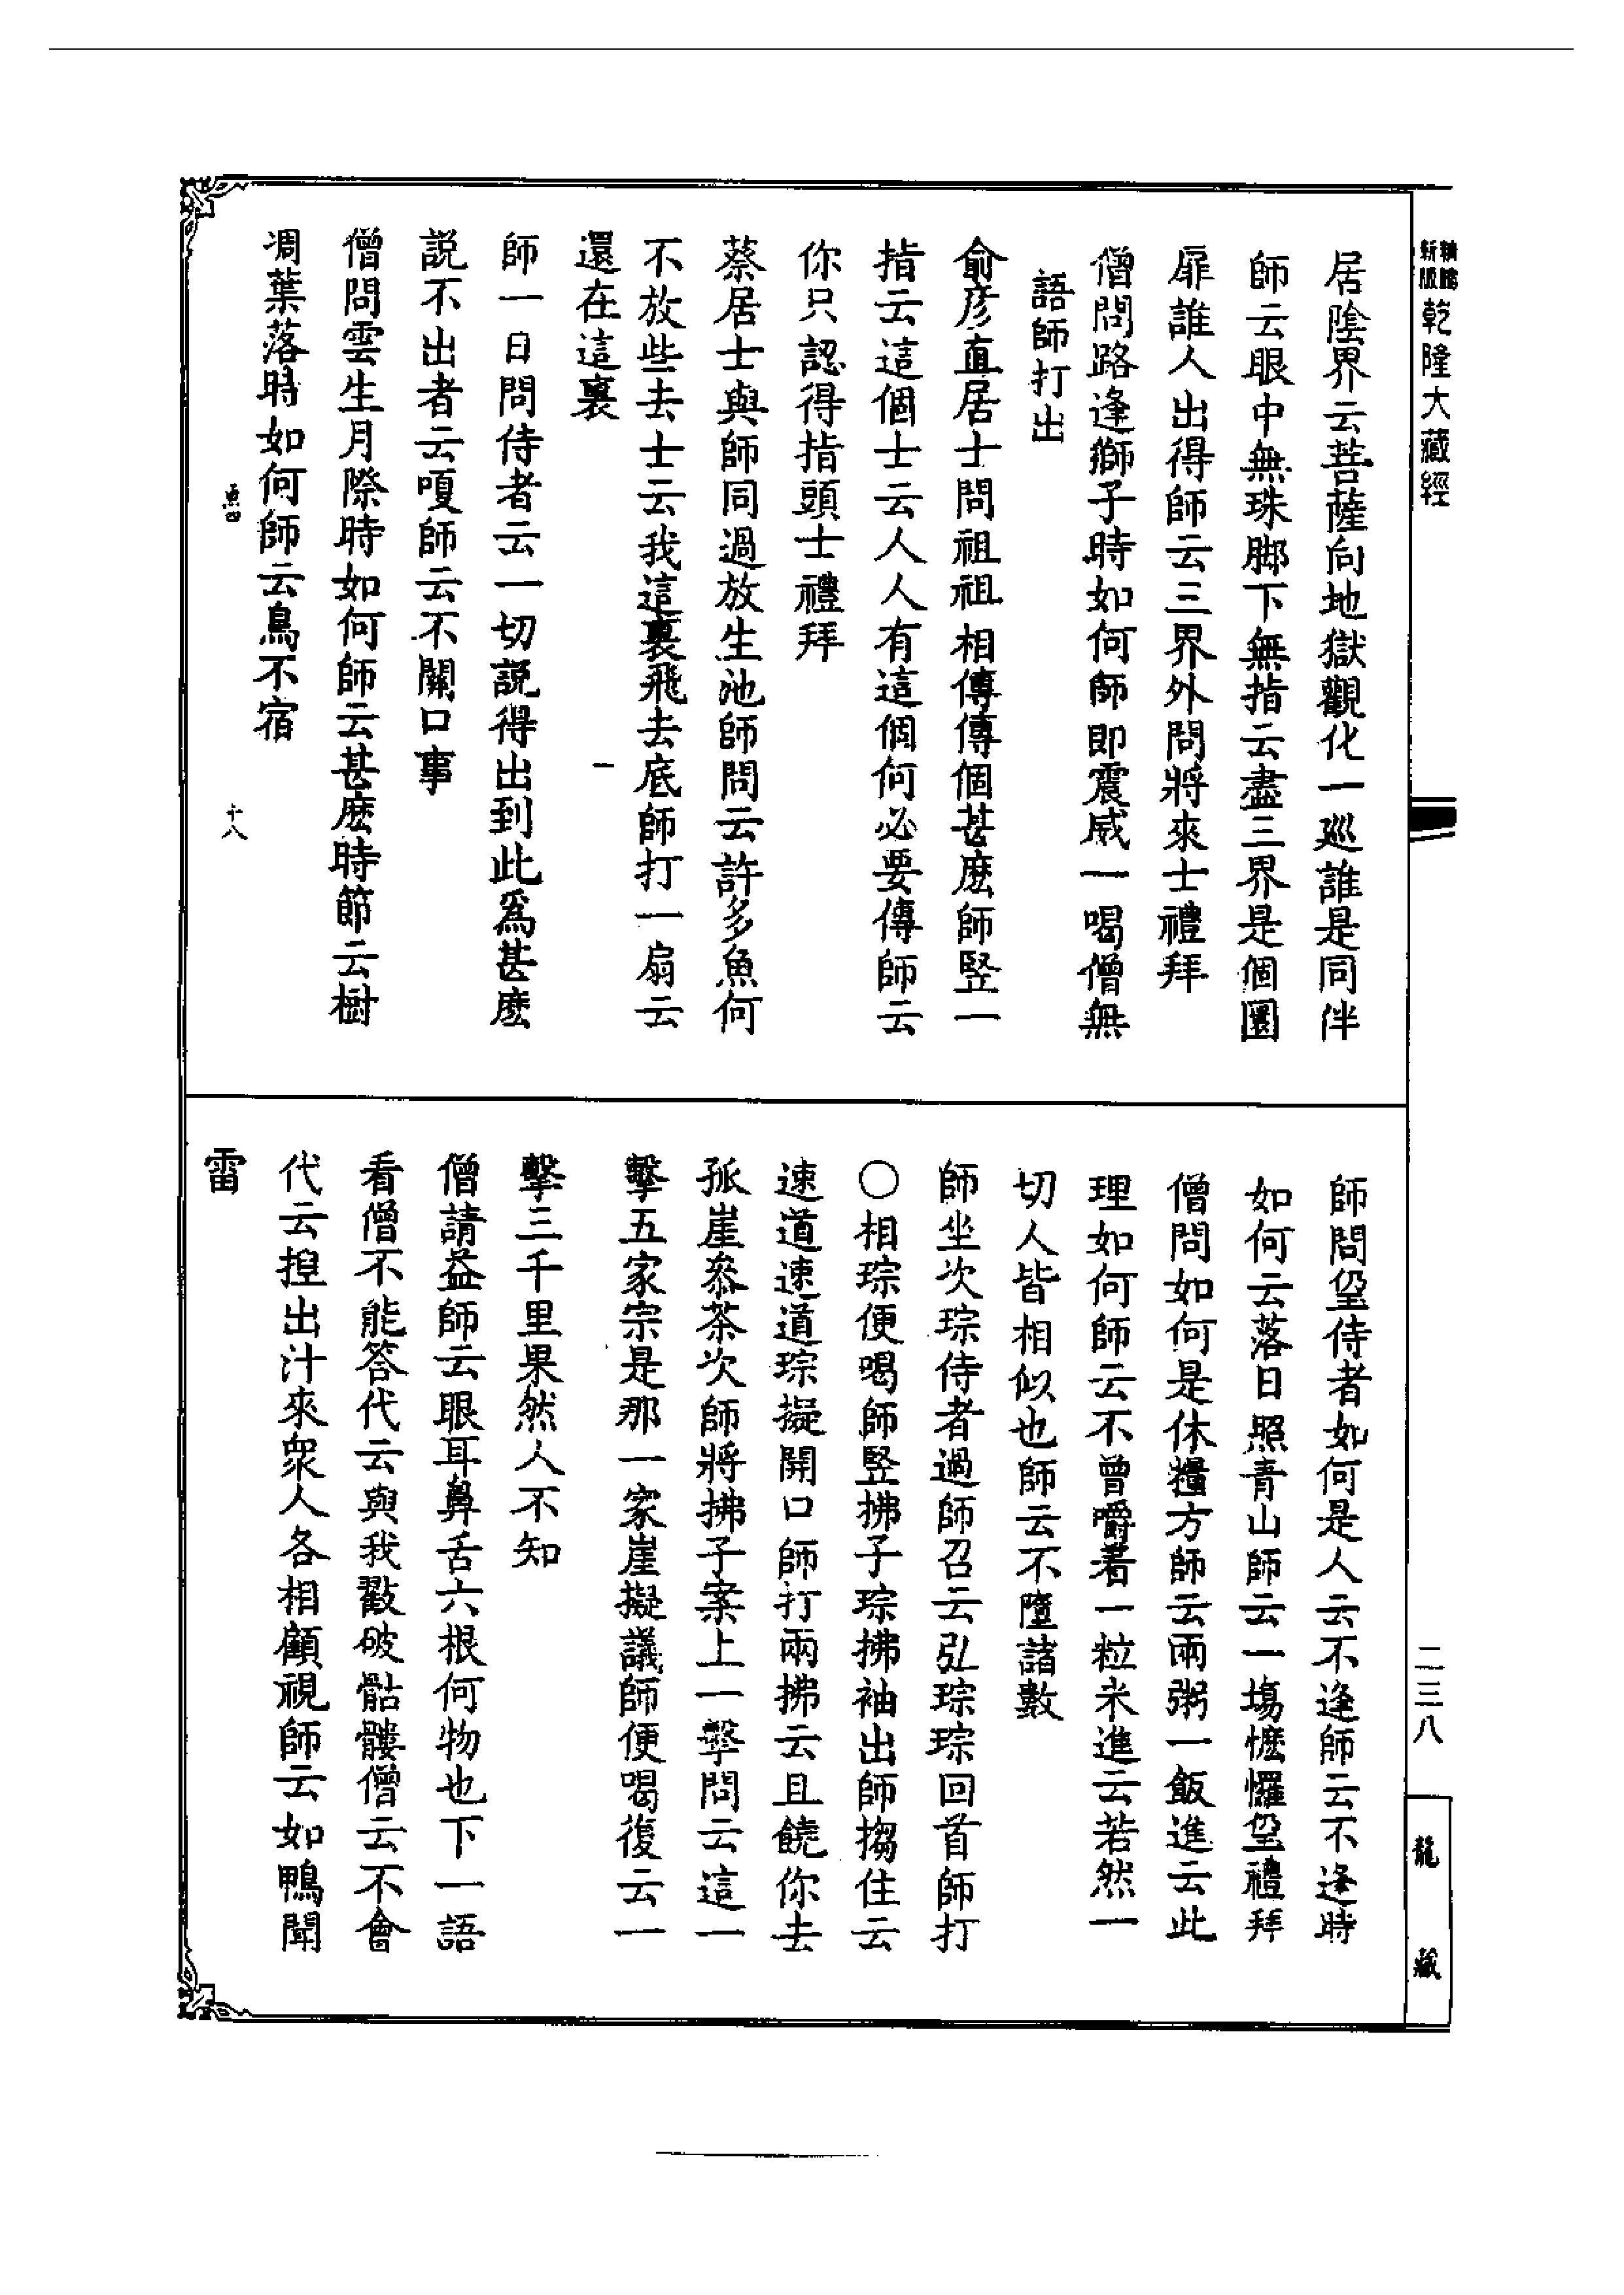 新版
乾隆大藏經
居陰界云菩薩向地獄觀化一巡誰是同伴
師云眼中無珠脚下無指云盡三界是個圓
扉誰人出得師云三界外問將來士禮拜
僧問路逢獅子時如何師即震威一喝僧無
語師打出
俞彦直居士問祖祖相傳傳個甚麽師竪一
指云這個士云人人有這個何必要傳師云
你只認得指頭士禮拜
蔡居士與師同過放生池師問云許多魚何
不放些去士云我這裏飛去底師打一扇云
還在這裏
師一日問侍者云一切説得出到此爲甚麽
説不出者云嗄師云不關口事
僧問雲生月際時如何師云甚麽時節云樹
凋葉落時如何師云鳥不宿
十八
師問垕侍者如何是人云不逢師云不逢時
如何云落日照青山師云一塲㦬㦬垕禮拜
僧問如何是休糧方師云兩粥一飯進云此
理如何師云不曾嚼著一粒米進云若然一
切人皆相似也師云不墮諸數
師坐次琮侍者過師召云弘琮琮回首師打
〇相琮便喝師竪拂子琮拂袖出師搊住云
速道速道琮擬開口師打兩拂云且饒你去
孤崖叅茶次師將拂子案上一擊問云這一
擊五家宗是那一家崖擬議師便喝復云一
擊三千里果然人不知
僧請益師云眼耳鼻舌六根何物也下一語
看僧不能答代云與我戳破骷髏僧云不會
代云揑出汁來衆人各相顧視師云如鴨聞
雷
二三八
龍藏